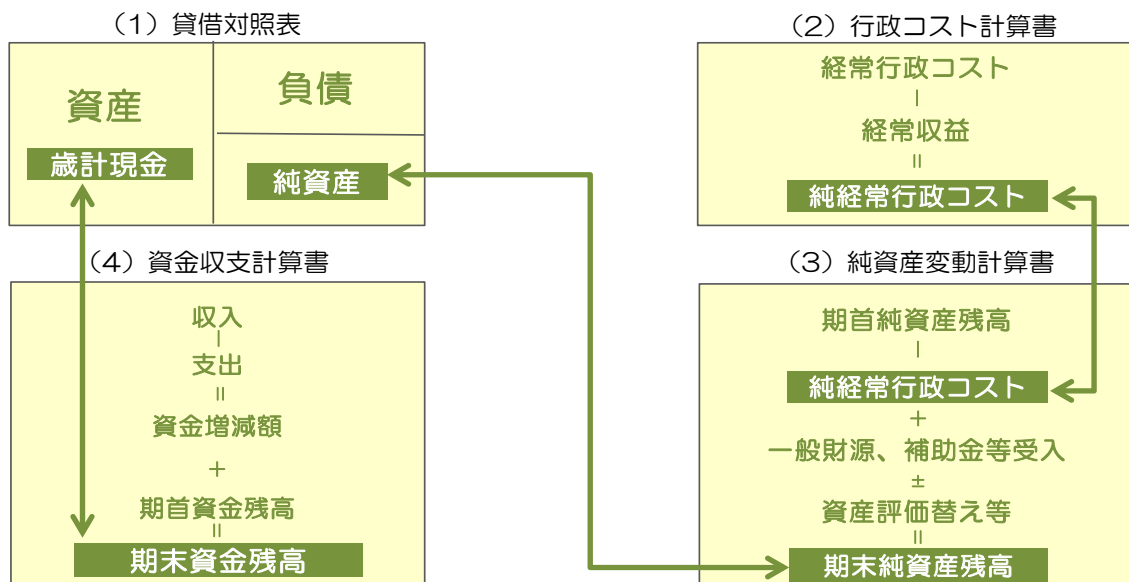 (1)貸借対照表
資産
負債
歳計現金
純資産
(2)行政コスト計算書
経常行政コスト
−
経常収益
=
純経常行政コスト
(4)資金収支計算書
収入
−
支出
=
資金増減額
+
期首資金残高
=
期末資金残高
(3)純資産変動計算書
期首純資産残高
−
純経常行政コスト
+
一般財源、補助金等受入
±
資産評価替え等
=
期末純資産残高